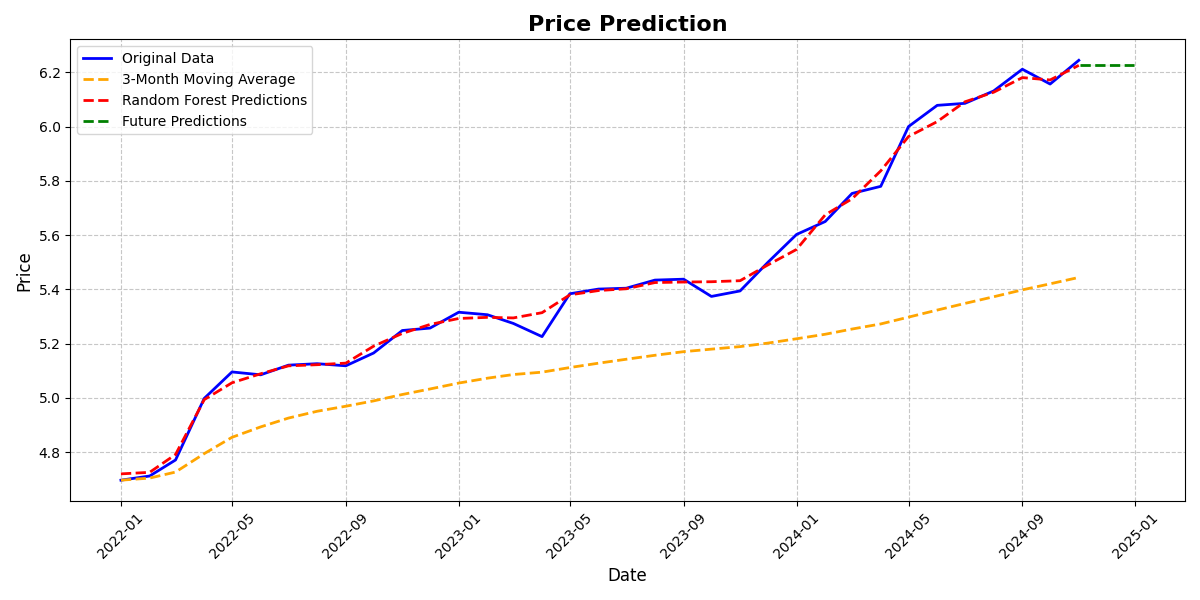 Price Prediction
Original Data
3-Month Moving Average
Random Forest Predictions
Future Predictions
6.2
6.0
5.8
5.6
5.4
5.2
5.0
4.8
Price
2022-01
2022-05
2022-09
2023-01
2023-05
2023-09
2024-01
2024-05
2024-09
2025-01
Date